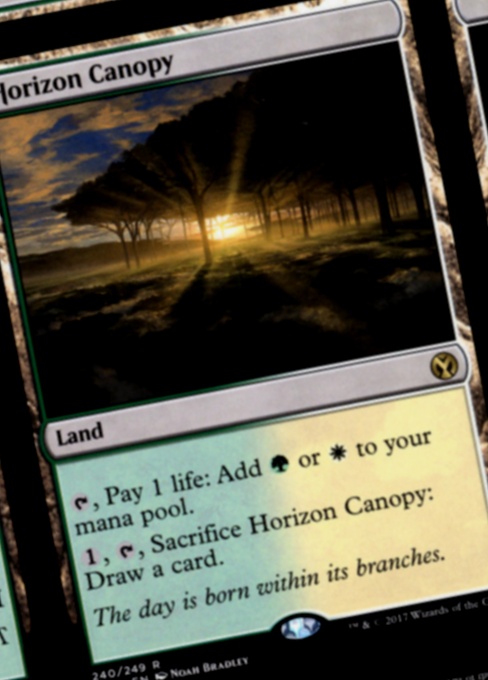 Horizon Canopy
Land
, Pay 1 life: Add or to your
mana pool.
1, , Sacrifice Horizon Canopy:
Draw a card.
The day is born within its branches.
240/249 R
EN NOAH BRADLEY
™ & © 2017 Wizards of the C